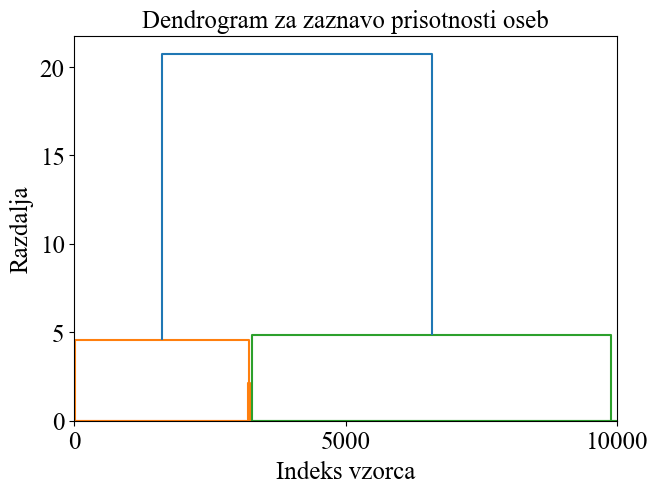 Dendrogram za zaznavo prisotnosti oseb
20
15
10
5
0
Razdalja
0 5000 10000
Indeks vzorca